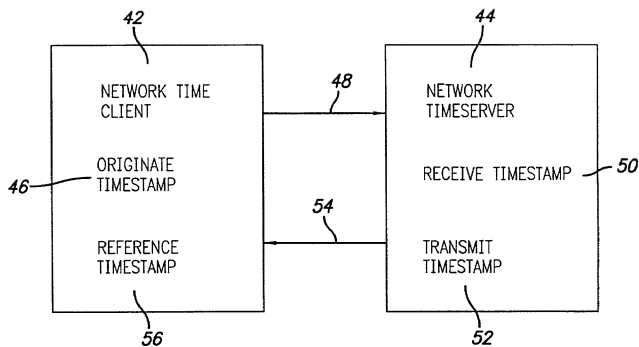 42
44
NETWORK TIME
CLIENT
48
NETWORK
TIMESERVER
46
ORIGINATE
TIMESTAMP
RECEIVE TIMESTAMP
50
54
REFERENCE
TIMESTAMP
TRANSMIT
TIMESTAMP
56
52